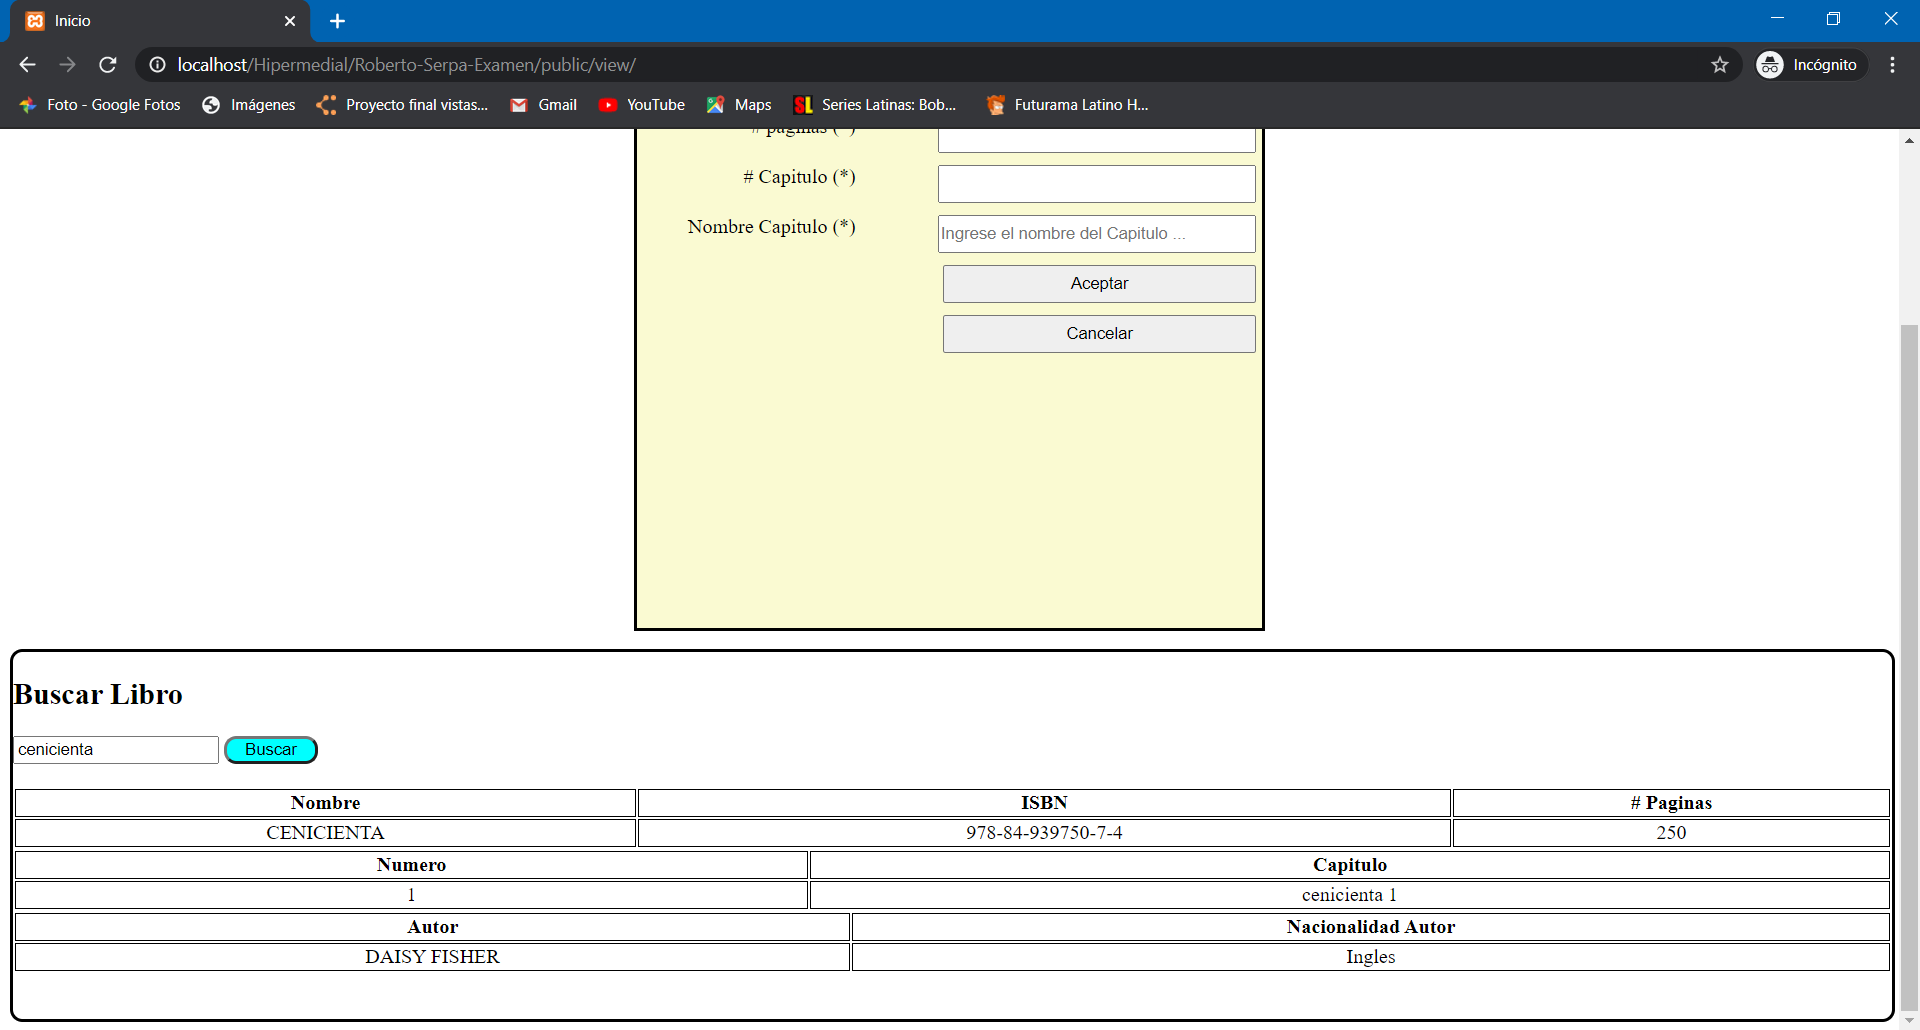 Inicio
localhost/Hipermedial/Roberto-Serpa-Examen/public/view/
Incógnito
Foto - Google Fotos
Imágenes
Proyecto final vistas...
Gmail
YouTube
Maps
SL
Series Latinas: Bob...
Futurama Latino H...
# paginas (*)
# Capitulo (*)
Nombre Capitulo (*)
Ingrese el nombre del Capitulo ...
Aceptar
Cancelar
Buscar Libro
cenicienta
Buscar
Nombre ISBN # Paginas
CENICIENTA 978-84-939750-7-4 250
Numero Capitulo
1 cenicienta 1
Autor Nacionalidad Autor
DAISY FISHER Ingles